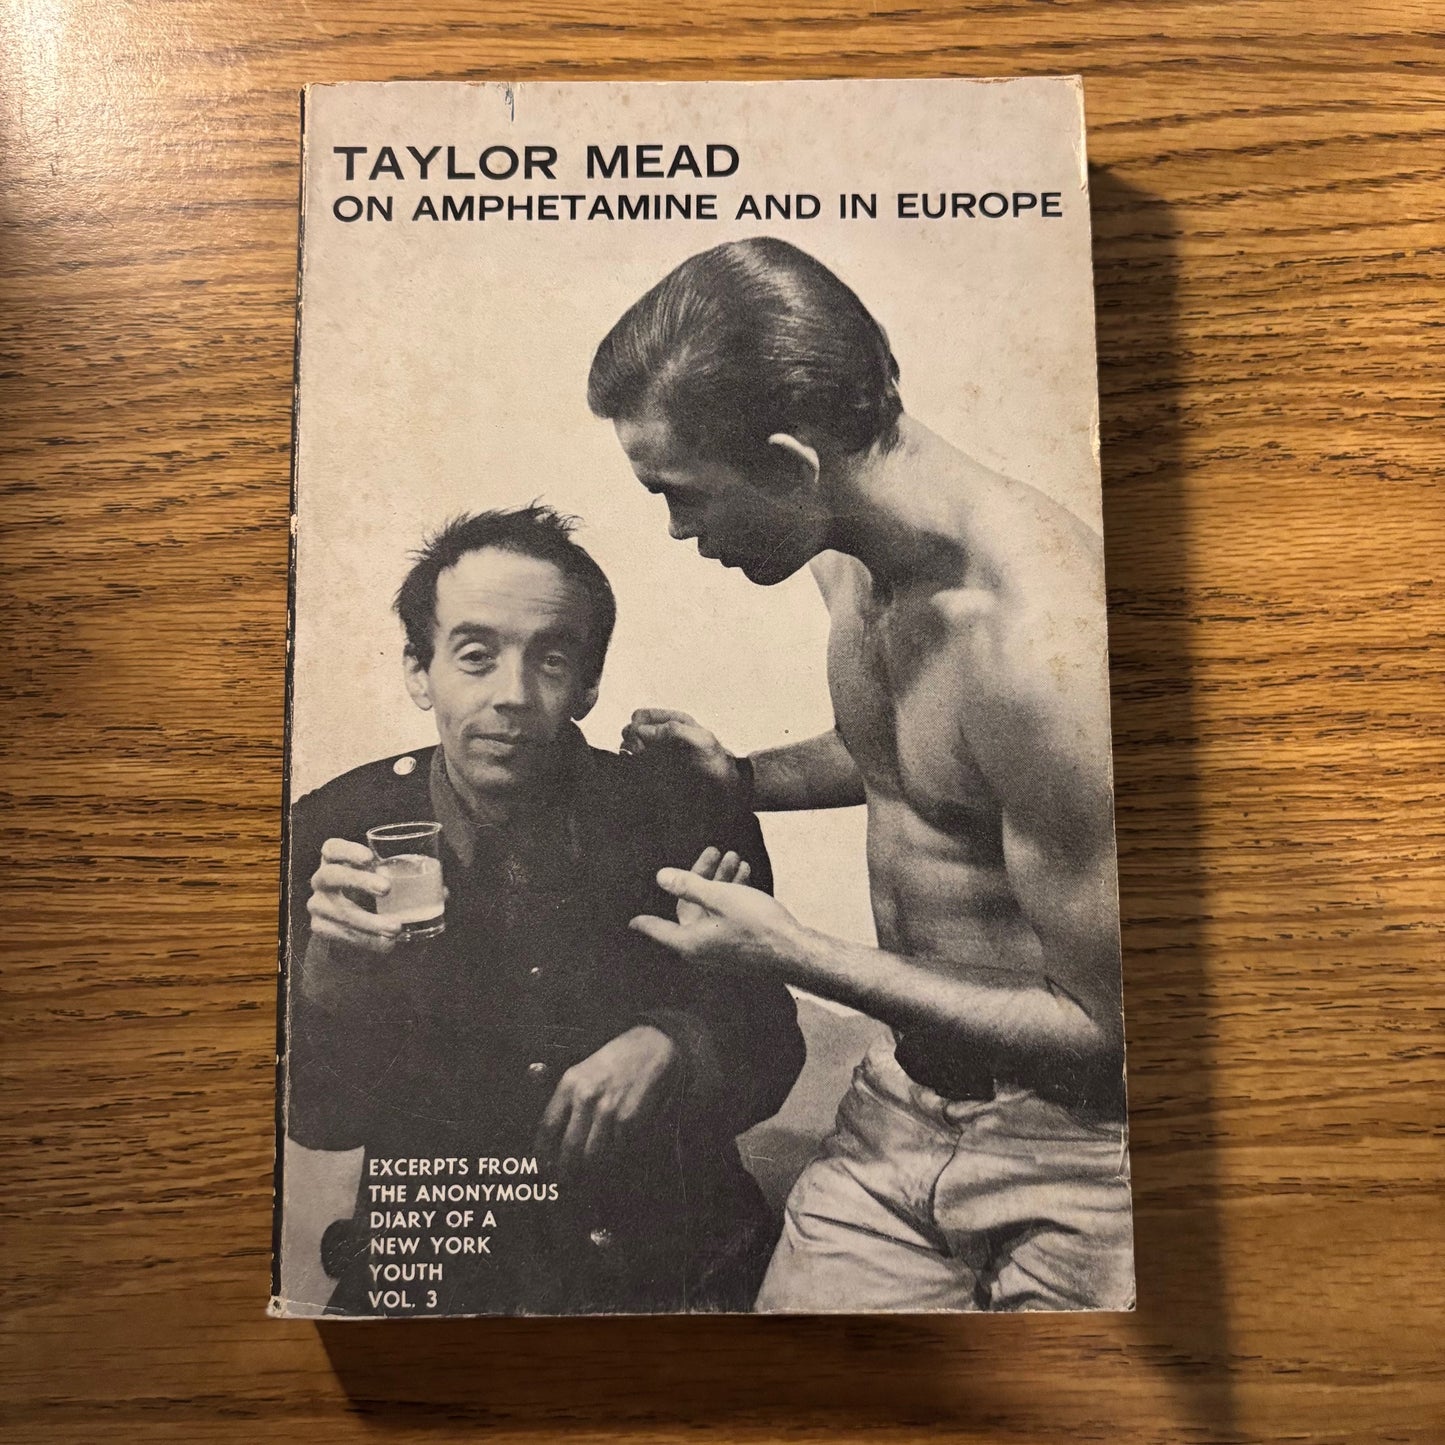 TAYLOR MEAD
ON AMPHETAMINE AND IN EUROPE
EXCERPTS FROM
THE ANONYMOUS
DIARY OF A
NEW YORK
YOUTH
VOL. 3